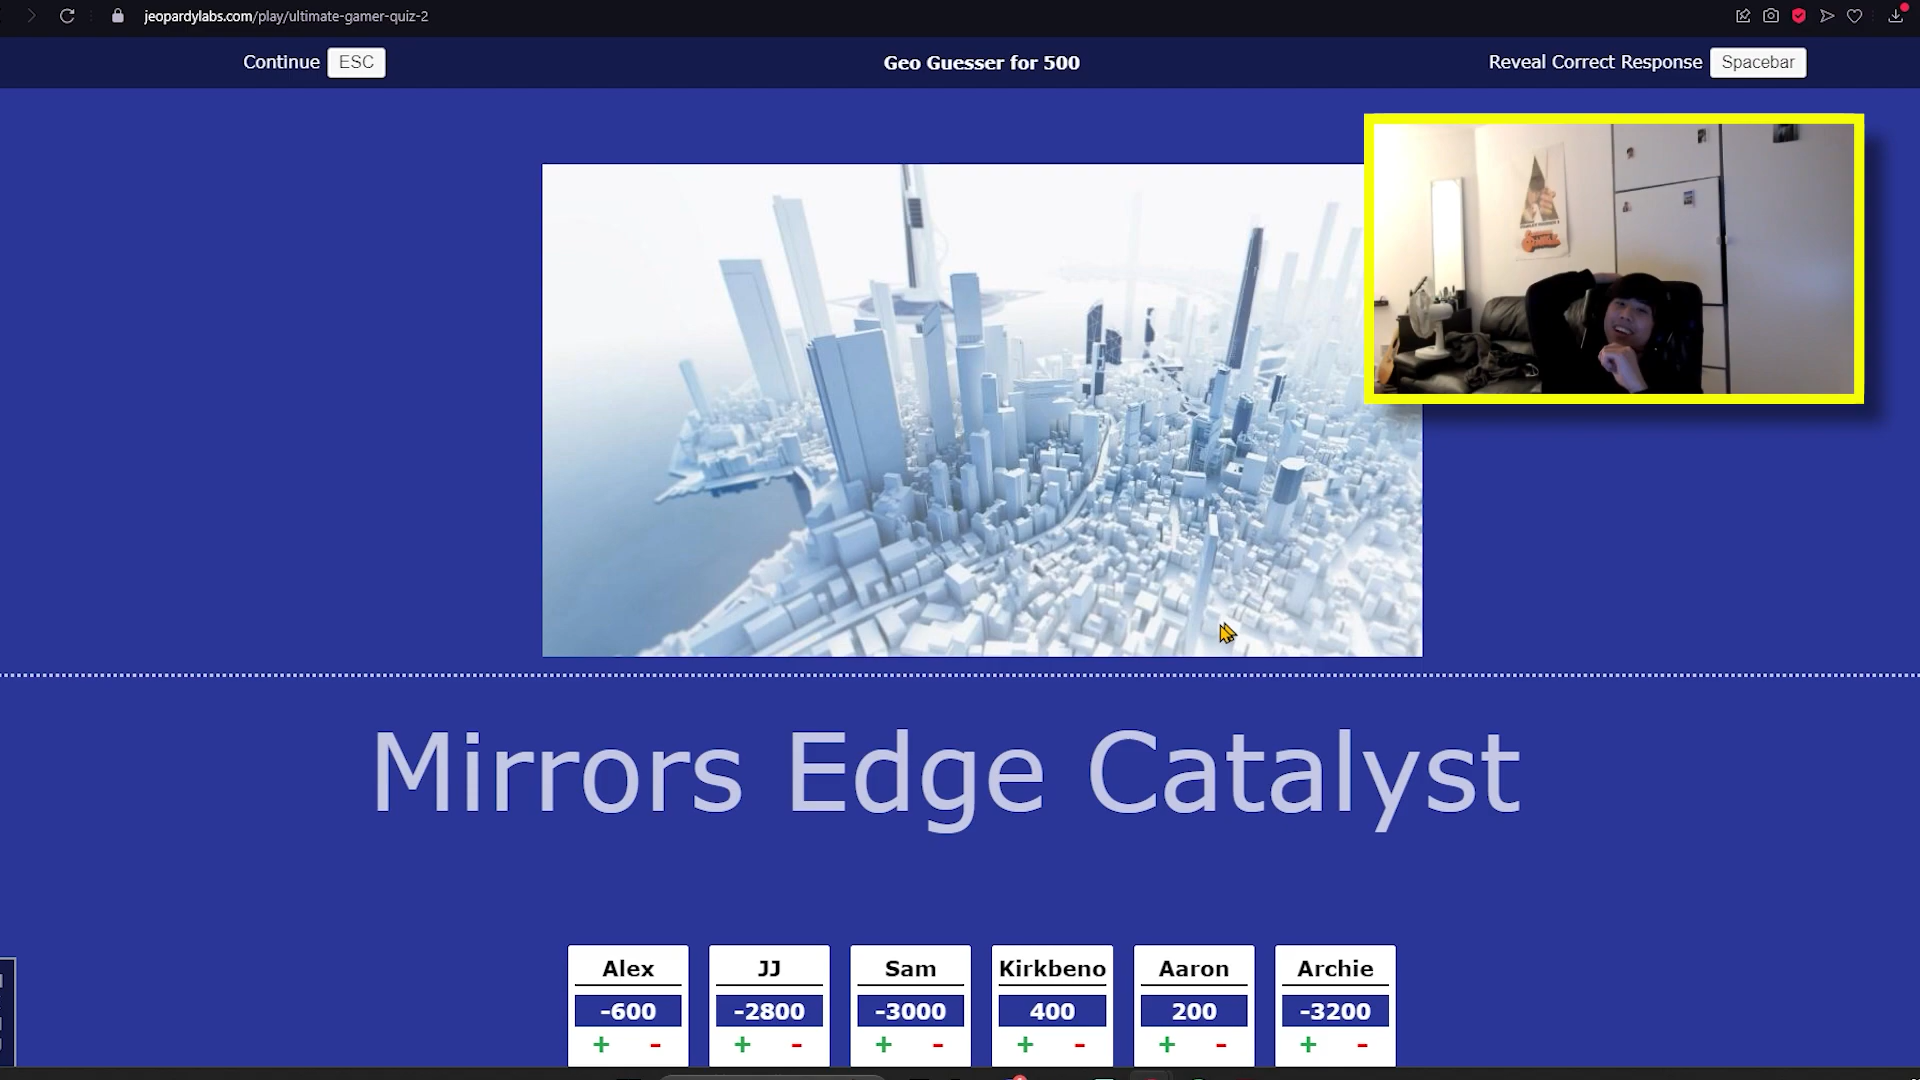 jeopardylabs.com/play/ultimate-gamer-quiz-2
Continue ESC
Geo Guesser for 500
Reveal Correct Response Spacebar
Mirrors Edge Catalyst
Alex JJ Sam Kirkbeno Aaron Archie
-600 -2800 -3000 400 200 -3200
+ - + - + - + - + - + -